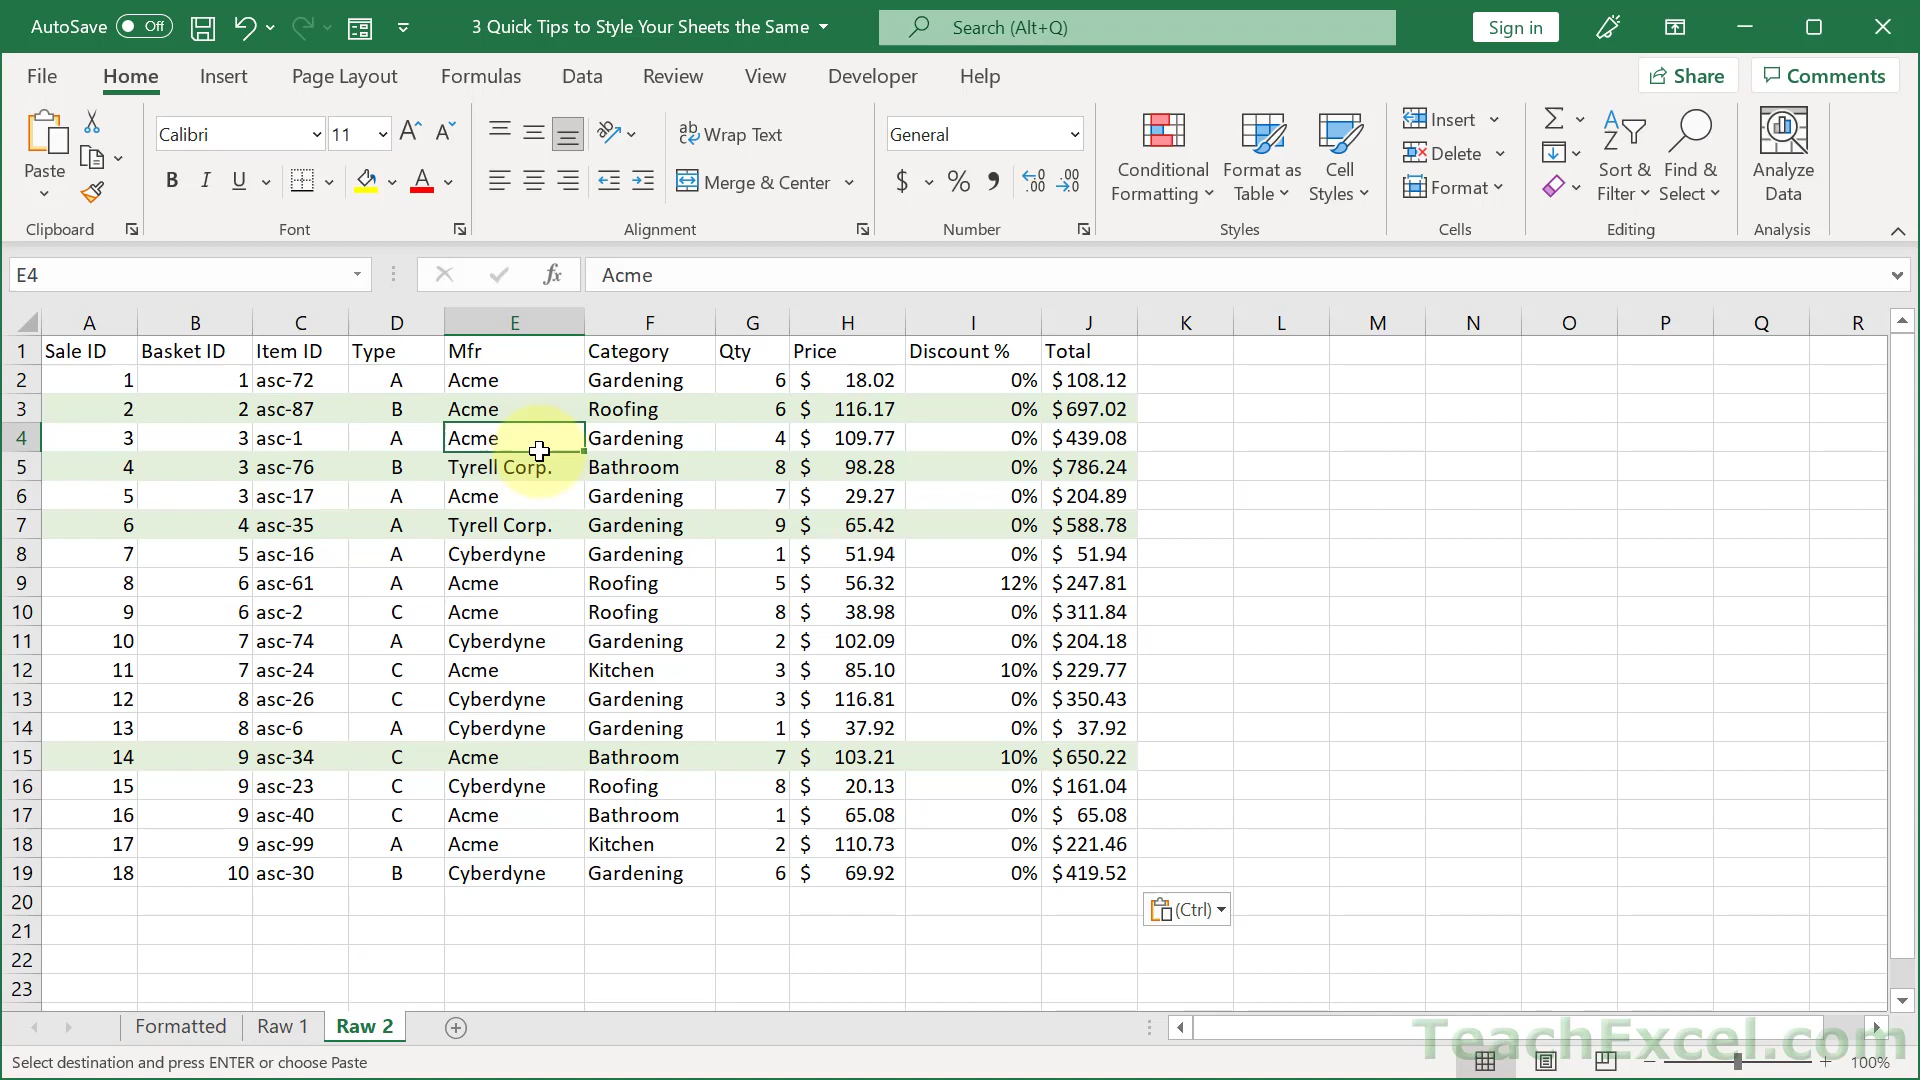 AutoSave Off 3 Quick Tips to Style Your Sheets the Same Search (Alt+Q) Sign in
File Home Insert Page Layout Formulas Data Review View Developer Help Share Comments
Paste
Calibri 11
Wrap Text
Merge & Center
General
Conditional Formatting
Format as Table
Cell Styles
Insert
Delete
Format
Sort & Filter
Find & Select
Analyze Data
Clipboard Font Alignment Number Styles Cells Editing Analysis
E4 fx Acme
A B C D E F G H I J K L M N O P Q R
1 Sale ID Basket ID Item ID Type Mfr Category Qty Price Discount % Total
2 1 1 asc-72 A Acme Gardening 6 $ 18.02 0% $108.12
3 2 2 asc-87 B Acme Roofing 6 $ 116.17 0% $697.02
4 3 3 asc-1 A Acme Gardening 4 $ 109.77 0% $439.08
5 4 3 asc-76 B Tyrell Corp. Bathroom 8 $ 98.28 0% $786.24
6 5 3 asc-17 A Acme Gardening 7 $ 29.27 0% $204.89
7 6 4 asc-35 A Tyrell Corp. Gardening 9 $ 65.42 0% $588.78
8 7 5 asc-16 A Cyberdyne Gardening 1 $ 51.94 0% $ 51.94
9 8 6 asc-61 A Acme Roofing 5 $ 56.32 12% $247.81
10 9 6 asc-2 C Acme Roofing 8 $ 38.98 0% $311.84
11 10 7 asc-74 A Cyberdyne Gardening 2 $ 102.09 0% $204.18
12 11 7 asc-24 C Acme Kitchen 3 $ 85.10 10% $229.77
13 12 8 asc-26 C Cyberdyne Gardening 3 $ 116.81 0% $350.43
14 13 8 asc-6 A Cyberdyne Gardening 1 $ 37.92 0% $ 37.92
15 14 9 asc-34 C Acme Bathroom 7 $ 103.21 10% $650.22
16 15 9 asc-23 C Cyberdyne Roofing 8 $ 20.13 0% $161.04
17 16 9 asc-40 C Acme Bathroom 1 $ 65.08 0% $ 65.08
18 17 9 asc-99 A Acme Kitchen 2 $ 110.73 0% $221.46
19 18 10 asc-30 B Cyberdyne Gardening 6 $ 69.92 0% $419.52
20 (Ctrl)
21
22
23
Formatted Raw 1 Raw 2
TeachExcel.com
Select destination and press ENTER or choose Paste 100%